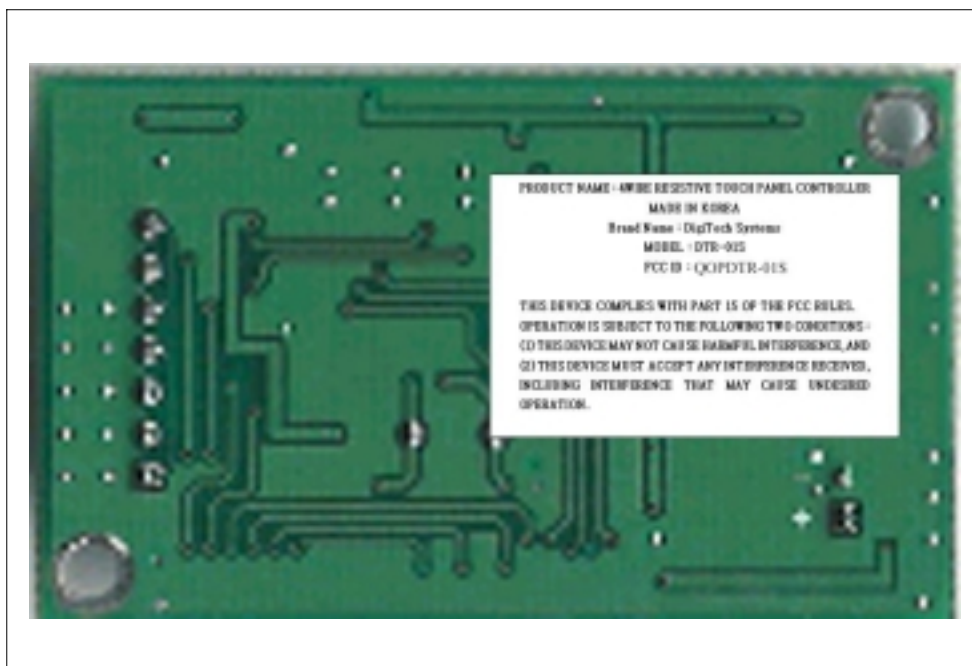 PRODUCT NAME : 4WIRE RESISTIVE TOUCH PANEL CONTROLLER
MADE IN KOREA
Brand Name : DigiTech Systems
MODEL : DTR-01S
FCC ID : QOPDTR-01S
THIS DEVICE COMPLIES WITH PART 15 OF THE FCC RULES.
OPERATION IS SUBJECT TO THE FOLLOWING TWO CONDITIONS :
(1) THIS DEVICE MAY NOT CAUSE HARMFUL INTERFERENCE, AND
(2) THIS DEVICE MUST ACCEPT ANY INTERFERENCE RECEIVED,
INCLUDING INTERFERENCE THAT MAY CAUSE UNDESIRED
OPERATION.
- 
+